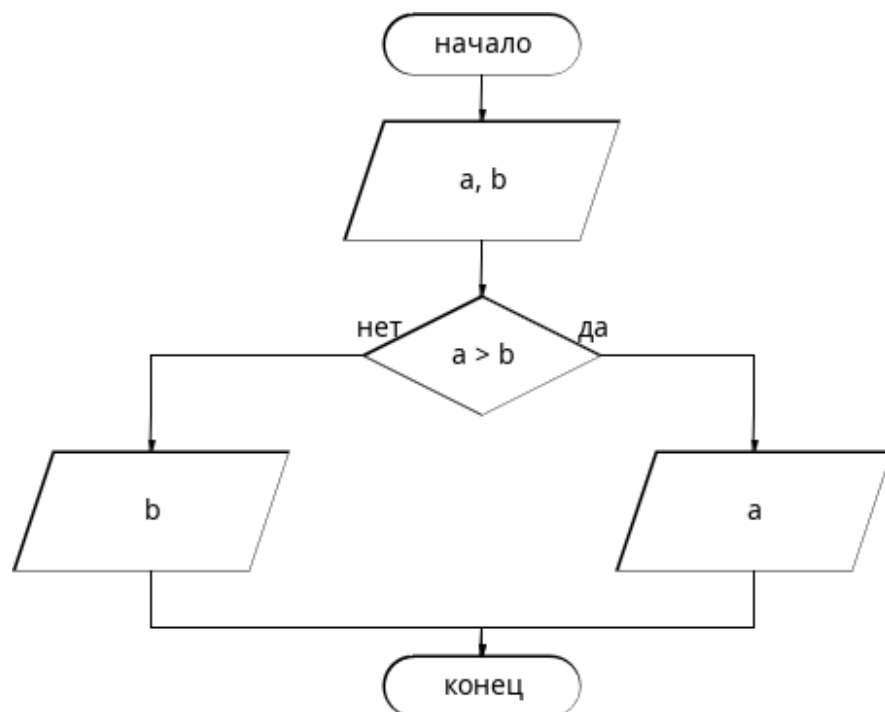 начало
a, b
нет
да
a > b
b
a
конец